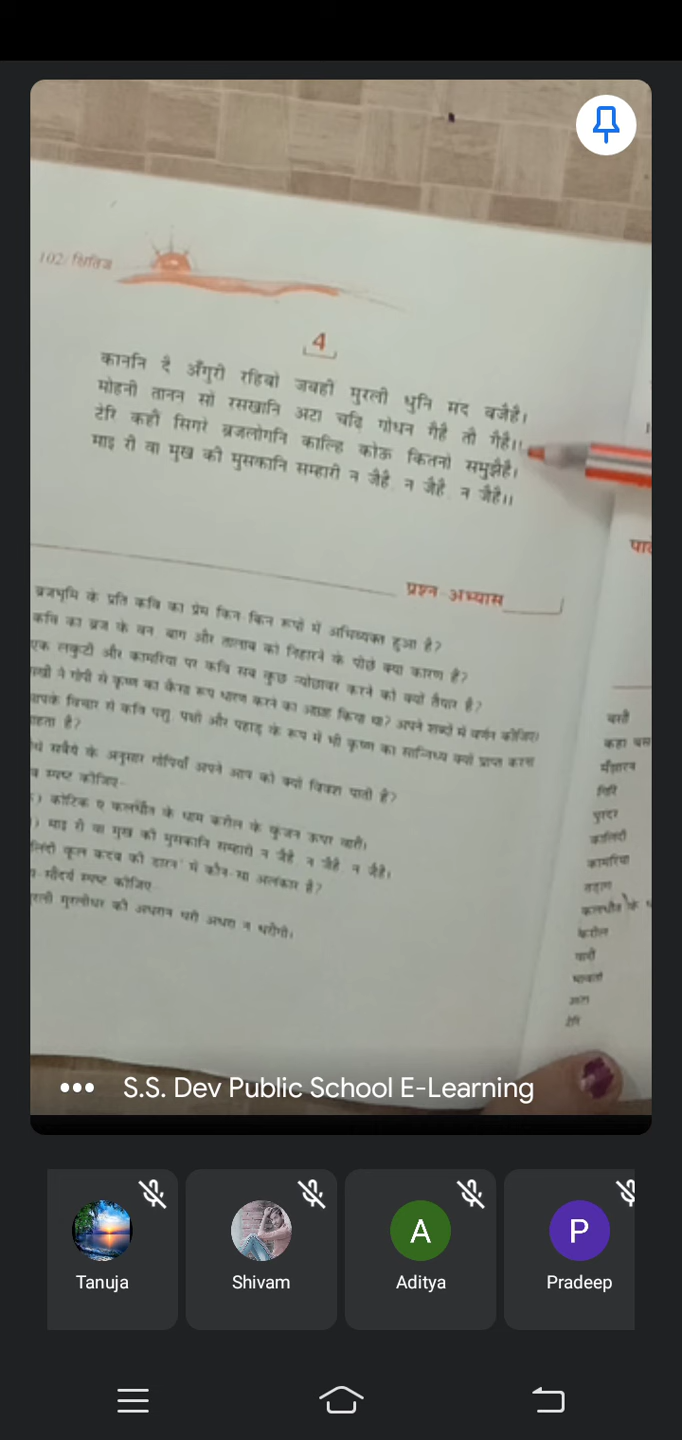 102/ क्षितिज
4
काननि दै अँगुरी रहिबो जबहीं मुरली धुनि मंद बजैहै।
मोहनी तानन सों रसखानि अटा चढ़ि गोधन गैहै तौ गैहै।।
टेरि कहौं सिगरे ब्रजलोगनि काल्हि कोऊ कितनो समुझैहै।
माइ री वा मुख की मुसकानि सम्हारी न जैहै, न जैहै, न जैहै।।
प्रश्न-अभ्यास
ब्रजभूमि के प्रति कवि का प्रेम किन-किन रूपों में अभिव्यक्त हुआ है?
कवि का ब्रज के वन, बाग और तालाब को निहारने के पीछे क्या कारण हैं?
एक लकुटी और कामरिया पर कवि सब कुछ न्योछावर करने को क्यों तैयार है?
सखी ने गोपी से कृष्ण का कैसा रूप धारण करने का आग्रह किया था? अपने शब्दों में वर्णन कीजिए।
आपके विचार से कवि पशु, पक्षी और पहाड़ के रूप में भी कृष्ण का सान्निध्य क्यों प्राप्त करना
हता है?
थे सवैये के अनुसार गोपियाँ अपने आप को क्यों विवश पाती हैं?
व स्पष्ट कीजिए-
) कोटिक ए कलधौत के धाम करील के कुंजन ऊपर वारौं।
) माइ री वा मुख की मुसकानि सम्हारी न जैहै, न जैहै, न जैहै।
लिंदी कूल कदंब की डारन' में कौन-सा अलंकार है?
य-सौंदर्य स्पष्ट कीजिए-
मुरली मुरलीधर की अधरान धरी अधरा न धरौंगी।
पाठ
बसौं
कहा बस
मँझारन
गिरि
पुरंदर
कालिंदी
कामरिया
तड़ाग
कलधौत के ध
करील
वारौं
भावतो
अटा
टेरि
S.S. Dev Public School E-Learning
Tanuja
Shivam
A
Aditya
P
Pradeep